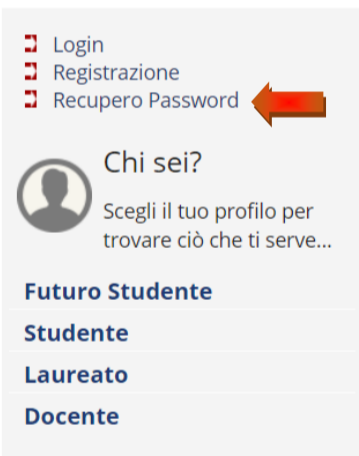 Login
Registrazione
Recupero Password
Chi sei?
Scegli il tuo profilo per
trovare ciò che ti serve...
Futuro Studente
Studente
Laureato
Docente